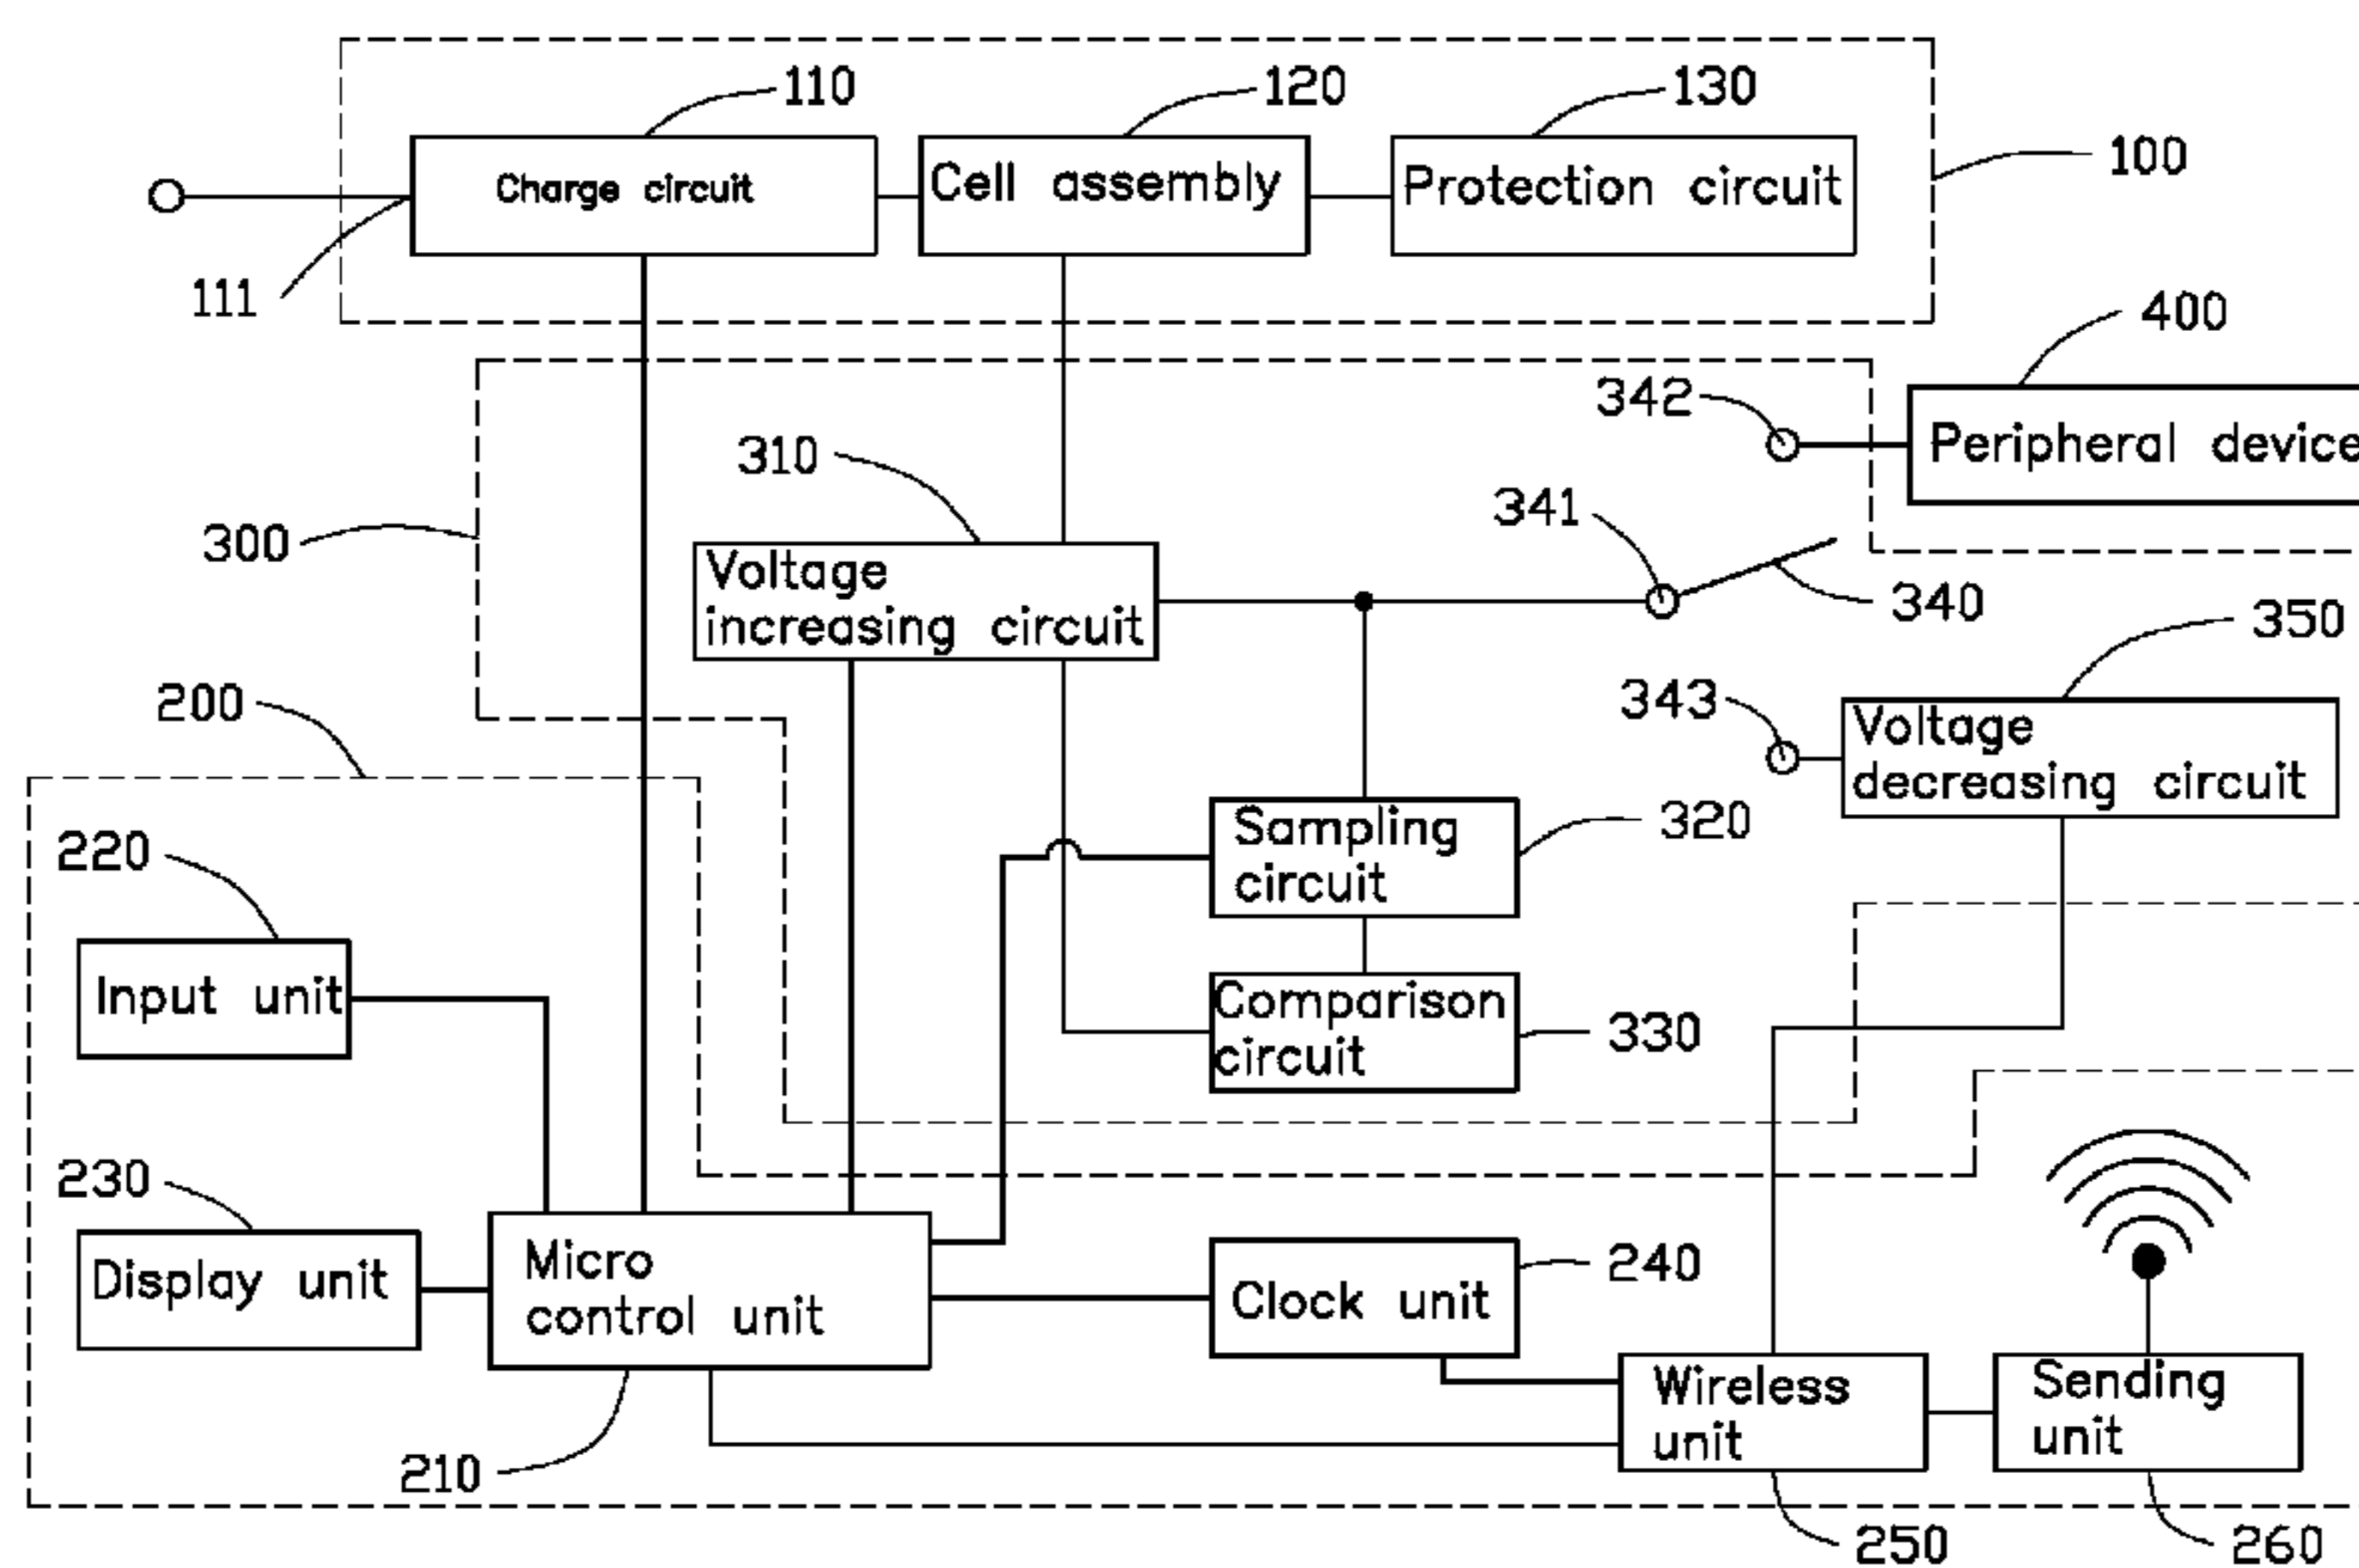 110
120
130
100
Charge circuit
Cell assembly
Protection circuit
111
400
342
Peripheral device
310
341
300
Voltage
increasing circuit
340
350
200
343
Voltage
decreasing circuit
220
Sampling
circuit
320
Input unit
Comparison
circuit
330
230
Display unit
Micro
control unit
Clock unit
240
Wireless
unit
Sending
unit
210
250
260